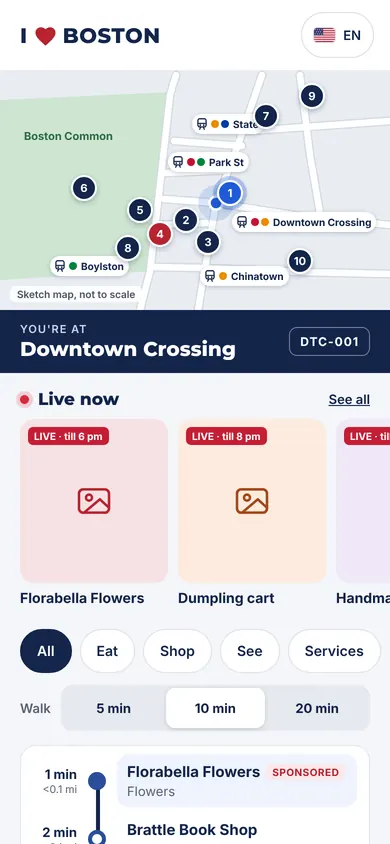 I BOSTON
EN
9
7
State
Boston Common
Park St
6
1
5
2
Downtown Crossing
4
3
8
10
Boylston
Chinatown
Sketch map, not to scale
YOU'RE AT
Downtown Crossing
DTC-001
Live now
See all
LIVE · till 6 pm
LIVE · till 8 pm
LIVE · till
Florabella Flowers
Dumpling cart
Handma
All
Eat
Shop
See
Services
Walk
5 min
10 min
20 min
1 min
<0.1 mi
Florabella Flowers SPONSORED
Flowers
2 min
Brattle Book Shop